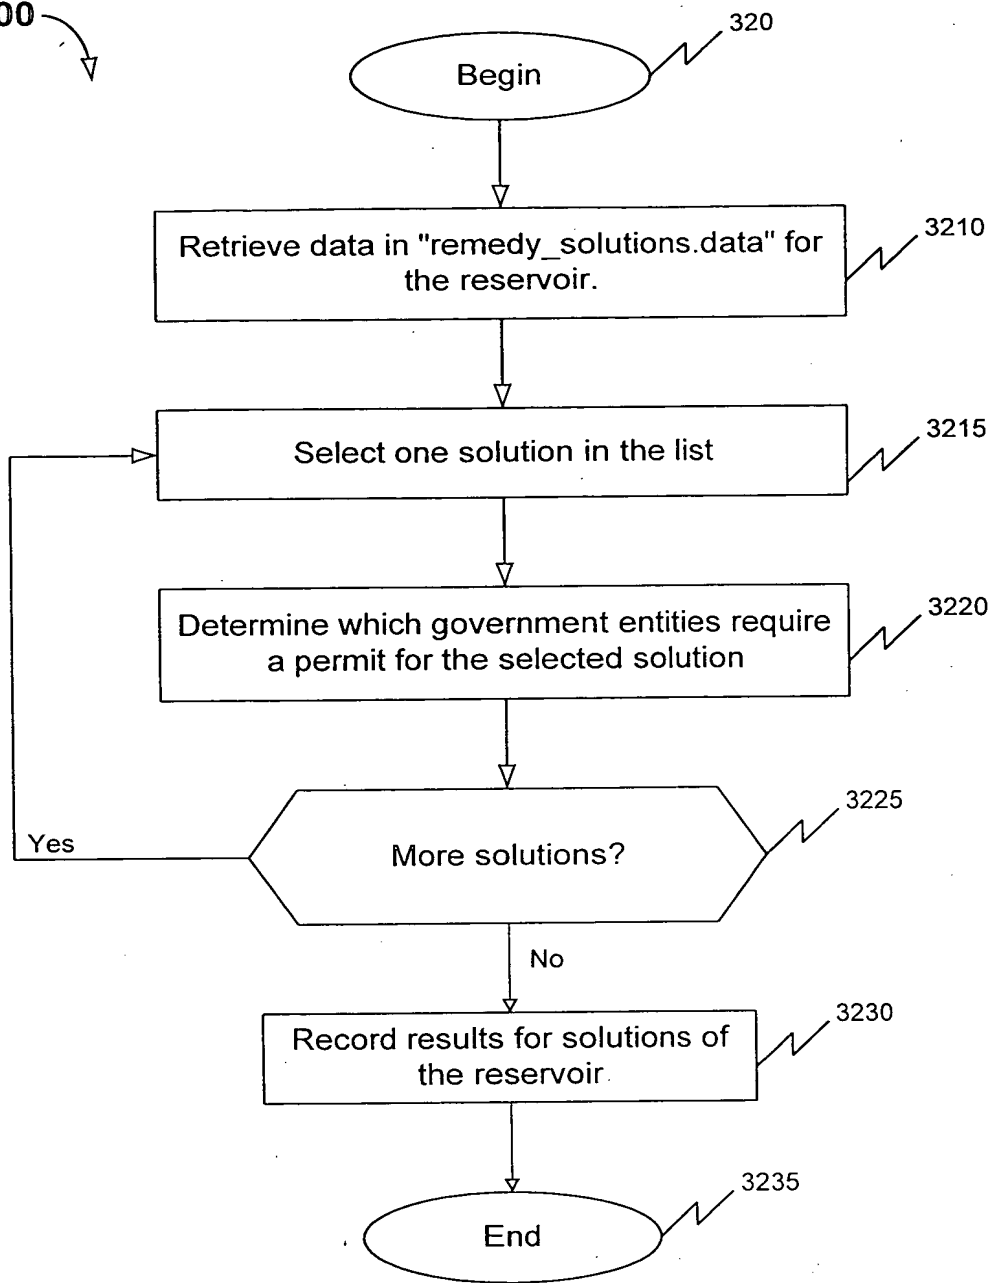 00
320
Begin
3210
Retrieve data in "remedy_solutions.data" for
the reservoir.
3215
Select one solution in the list
3220
Determine which government entities require
a permit for the selected solution
3225
Yes
More solutions?
No
3230
Record results for solutions of
the reservoir
3235
End